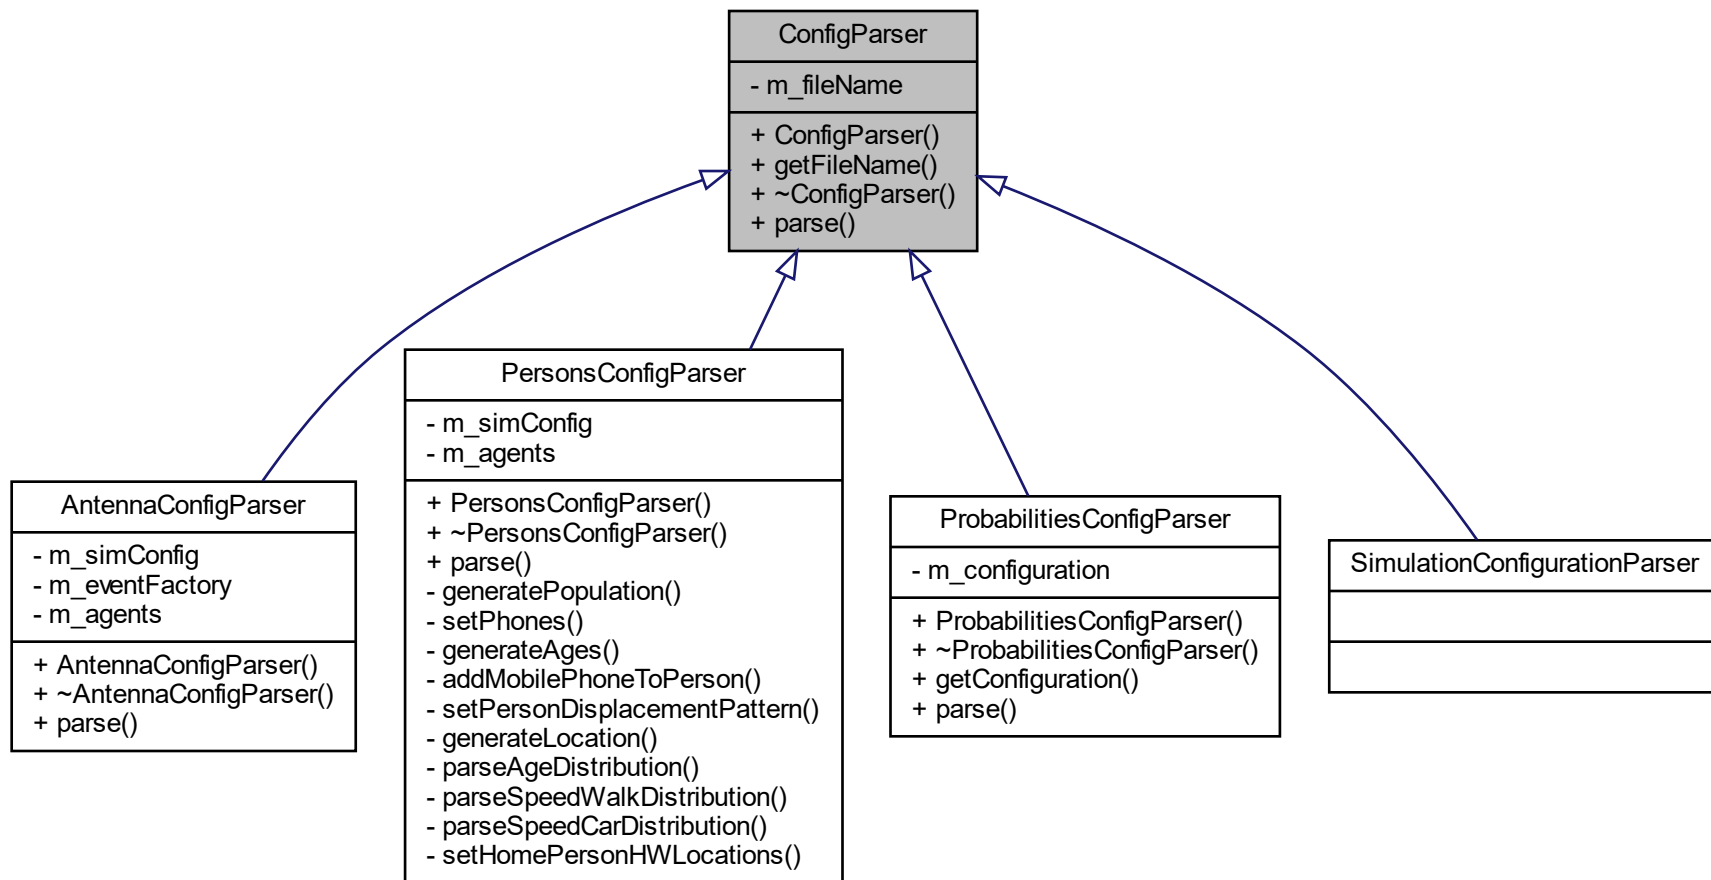 ConfigParser
- m_fileName
+ ConfigParser()
+ getFileName()
+ ~ConfigParser()
+ parse()
AntennaConfigParser
- m_simConfig
- m_eventFactory
- m_agents
+ AntennaConfigParser()
+ ~AntennaConfigParser()
+ parse()
PersonsConfigParser
- m_simConfig
- m_agents
+ PersonsConfigParser()
+ ~PersonsConfigParser()
+ parse()
- generatePopulation()
- setPhones()
- generateAges()
- addMobilePhoneToPerson()
- setPersonDisplacementPattern()
- generateLocation()
- parseAgeDistribution()
- parseSpeedWalkDistribution()
- parseSpeedCarDistribution()
- setHomePersonHWLocations()
ProbabilitiesConfigParser
- m_configuration
+ ProbabilitiesConfigParser()
+ ~ProbabilitiesConfigParser()
+ getConfiguration()
+ parse()
SimulationConfigurationParser